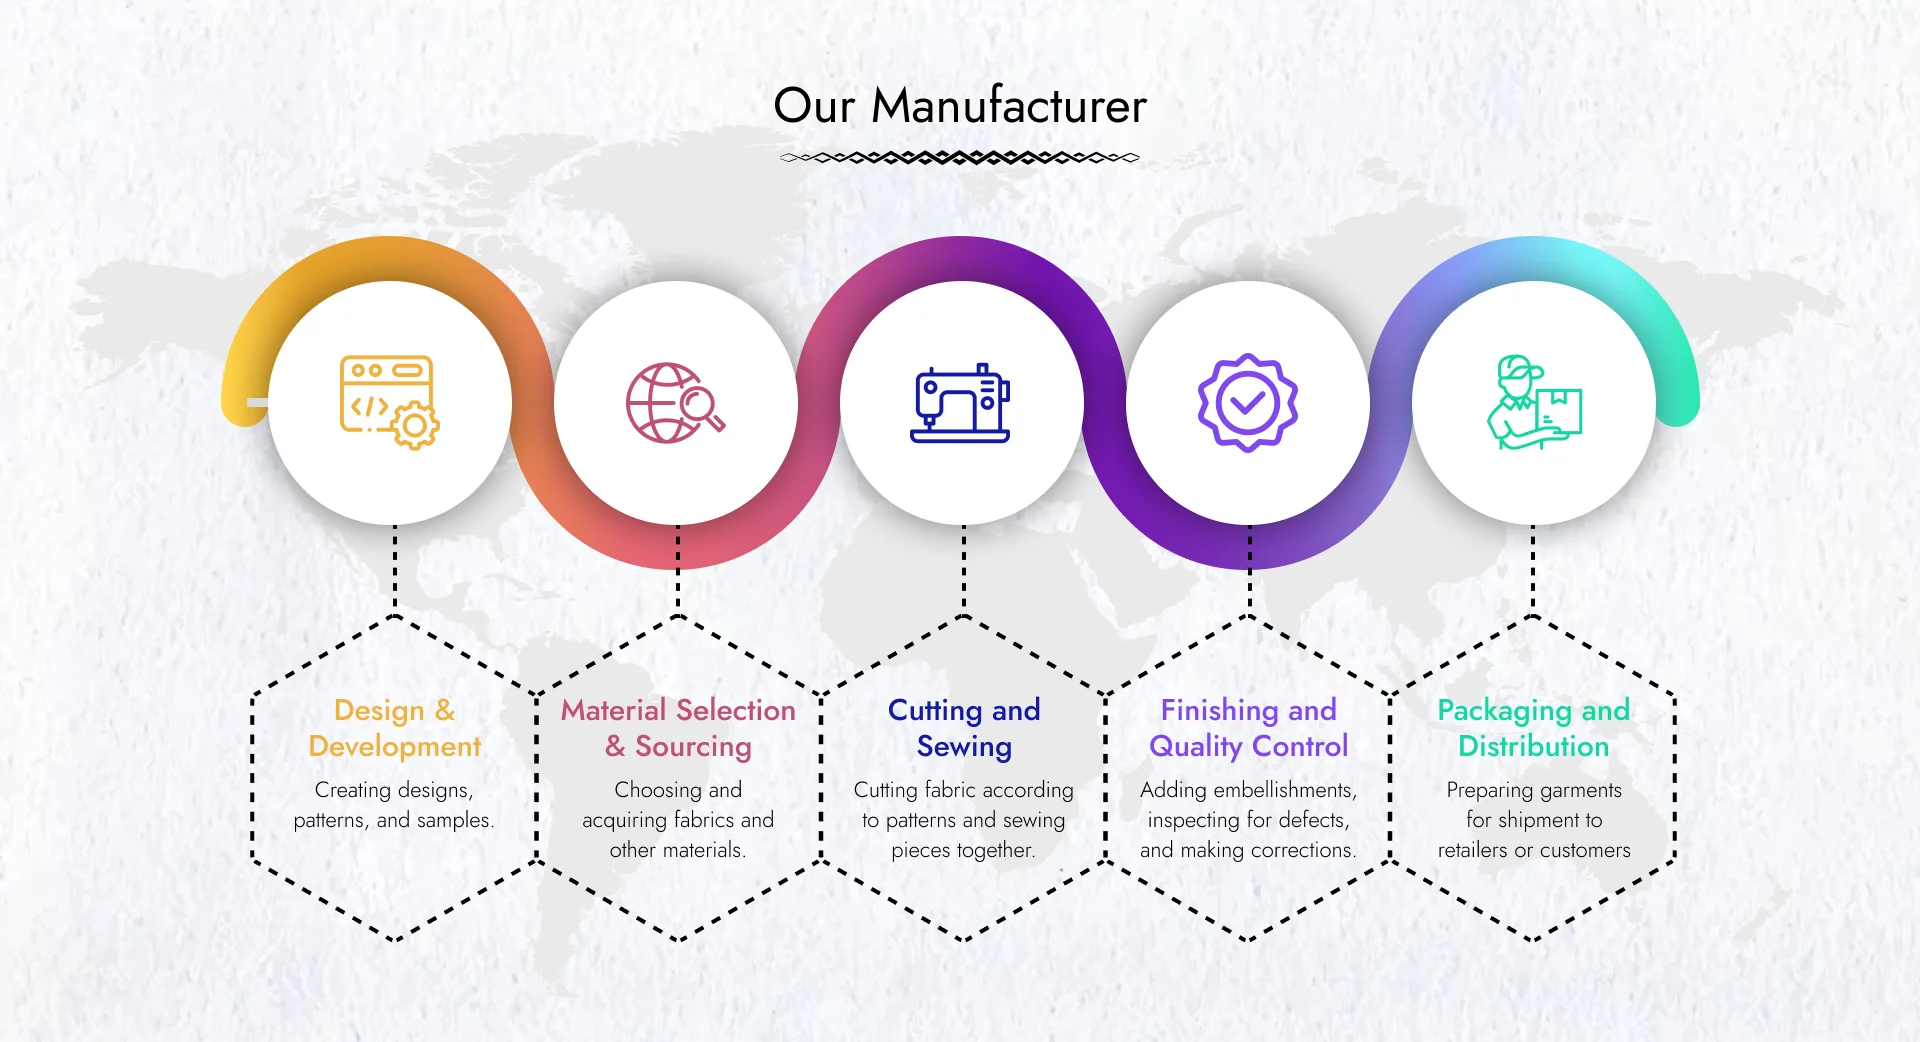 Our Manufacturer
Design &
Development
Creating designs,
patterns, and samples.
Material Selection
& Sourcing
Choosing and
acquiring fabrics and
other materials.
Cutting and
Sewing
Cutting fabric according
to patterns and sewing
pieces together.
Finishing and
Quality Control
Adding embellishments,
inspecting for defects,
and making corrections.
Packaging and
Distribution
Preparing garments
for shipment to
retailers or customers